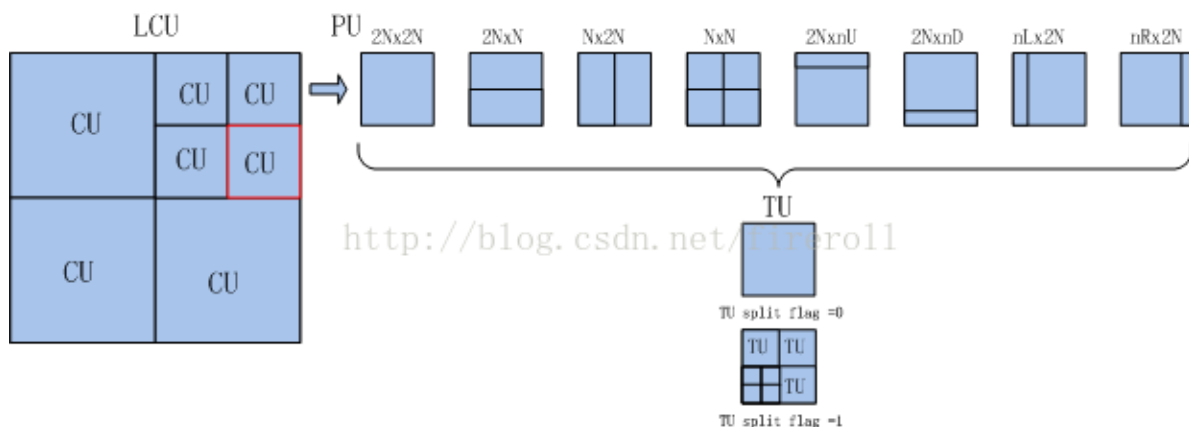 LCU
CU
CU
CU
CU
CU
CU
CU
PU
2Nx2N
2NxN
Nx2N
NxN
2NxnU
2NxnD
nLx2N
nRx2N
TU
http://blog.csdn.net/fireroll
TU split flag =0
TU
TU
TU
TU split flag =1